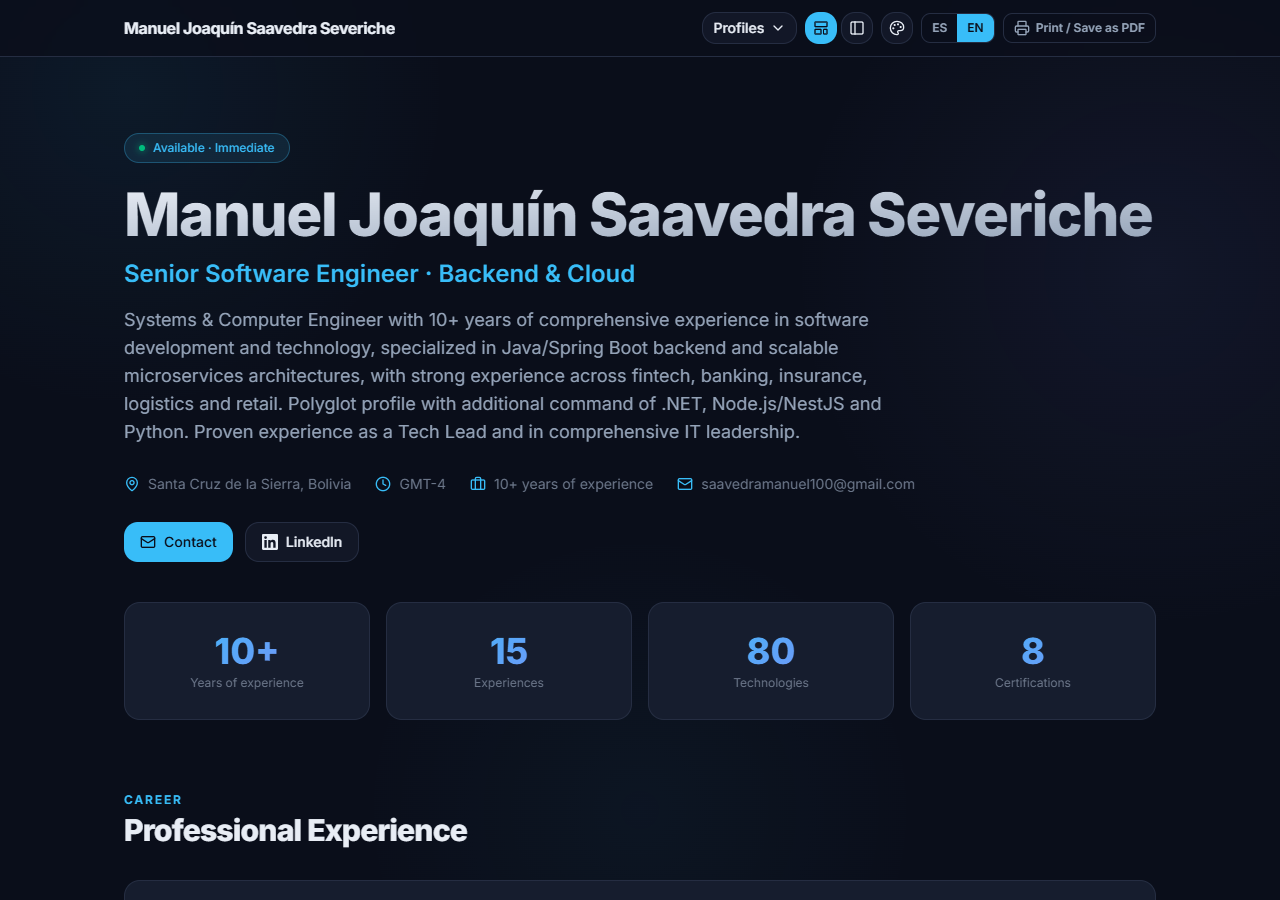 Manuel Joaquín Saavedra Severiche
Profiles
ES
EN
Print / Save as PDF
Available · Immediate
Manuel Joaquín Saavedra Severiche
Senior Software Engineer · Backend & Cloud
Systems & Computer Engineer with 10+ years of comprehensive experience in software
development and technology, specialized in Java/Spring Boot backend and scalable
microservices architectures, with strong experience across fintech, banking, insurance,
logistics and retail. Polyglot profile with additional command of .NET, Node.js/NestJS and
Python. Proven experience as a Tech Lead and in comprehensive IT leadership.
Santa Cruz de la Sierra, Bolivia
GMT-4
10+ years of experience
saavedramanuel100@gmail.com
Contact
LinkedIn
10+
Years of experience
15
Experiences
80
Technologies
8
Certifications
CAREER
Professional Experience